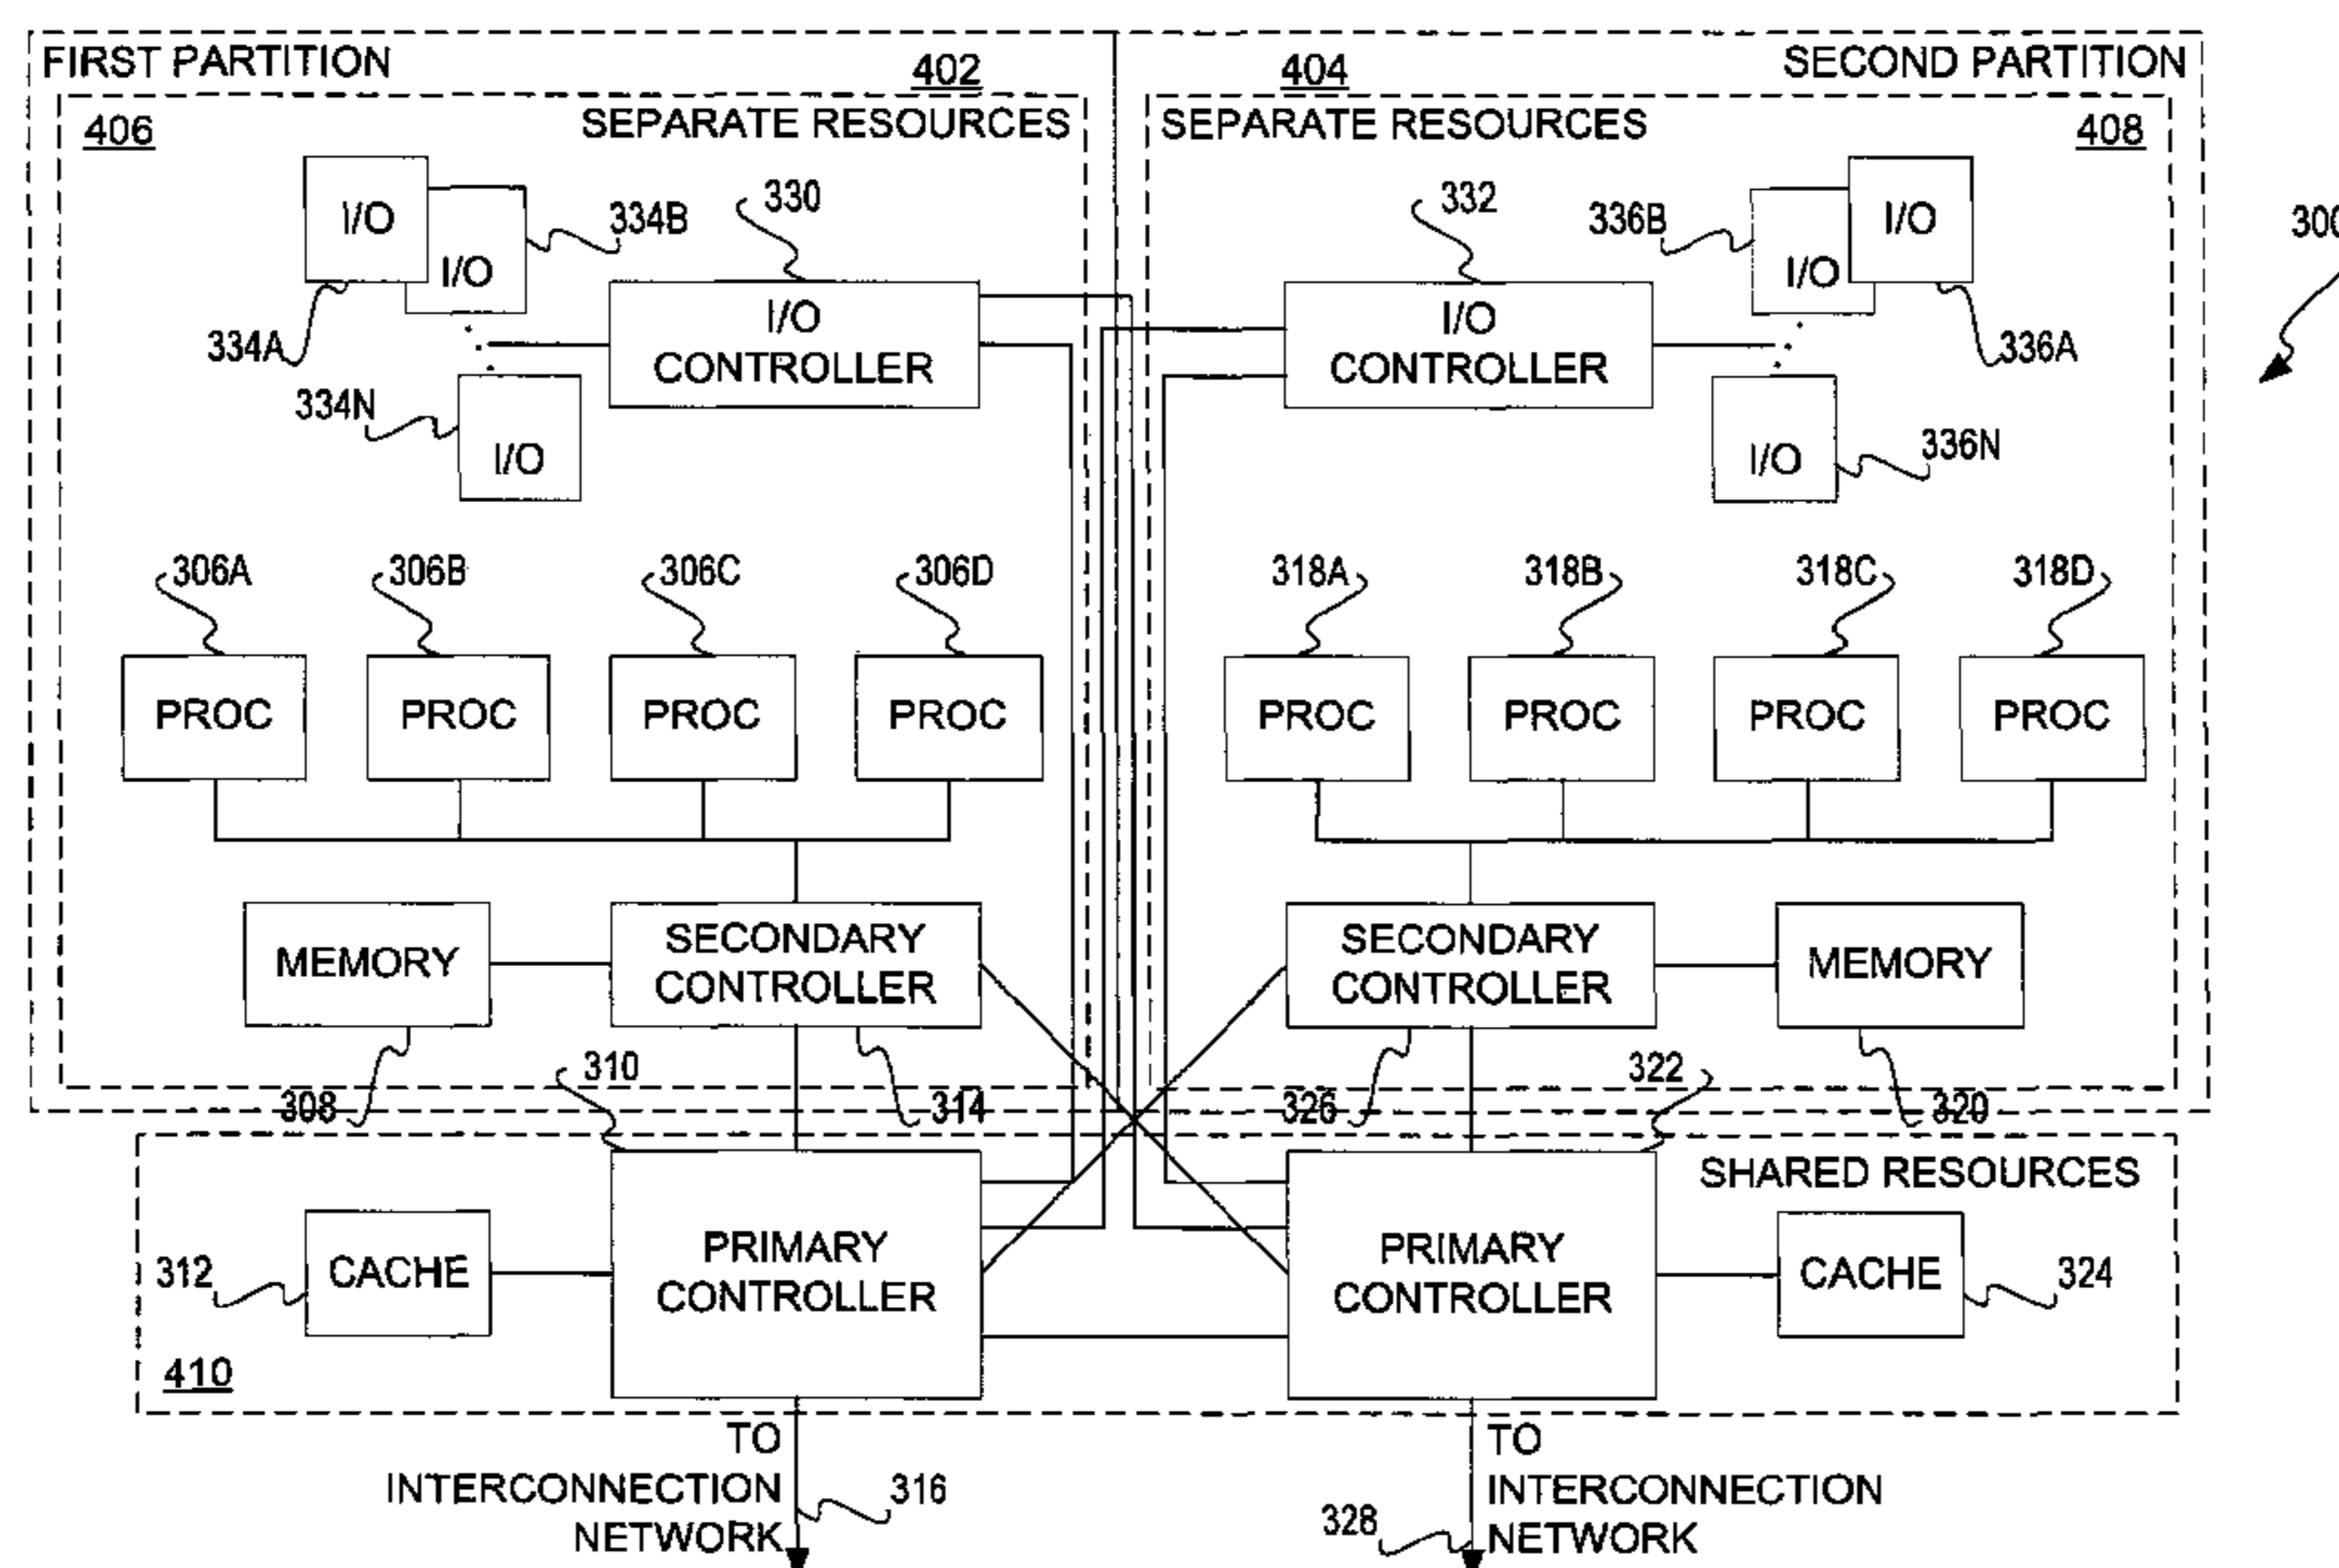 FIRST PARTITION
402
404
SECOND PARTITION
406
SEPARATE RESOURCES
SEPARATE RESOURCES
408
I/O
I/O
334B
330
332
336B
I/O
I/O
300
334A
I/O
CONTROLLER
I/O
CONTROLLER
336A
334N
I/O
I/O
336N
306A
306B
306C
306D
318A
318B
318C
318D
PROC
PROC
PROC
PROC
PROC
PROC
PROC
PROC
MEMORY
SECONDARY
CONTROLLER
SECONDARY
CONTROLLER
MEMORY
308
310
314
326
322
320
SHARED RESOURCES
312
CACHE
PRIMARY
CONTROLLER
PRIMARY
CONTROLLER
CACHE
324
410
TO
INTERCONNECTION
NETWORK
316
328
TO
INTERCONNECTION
NETWORK